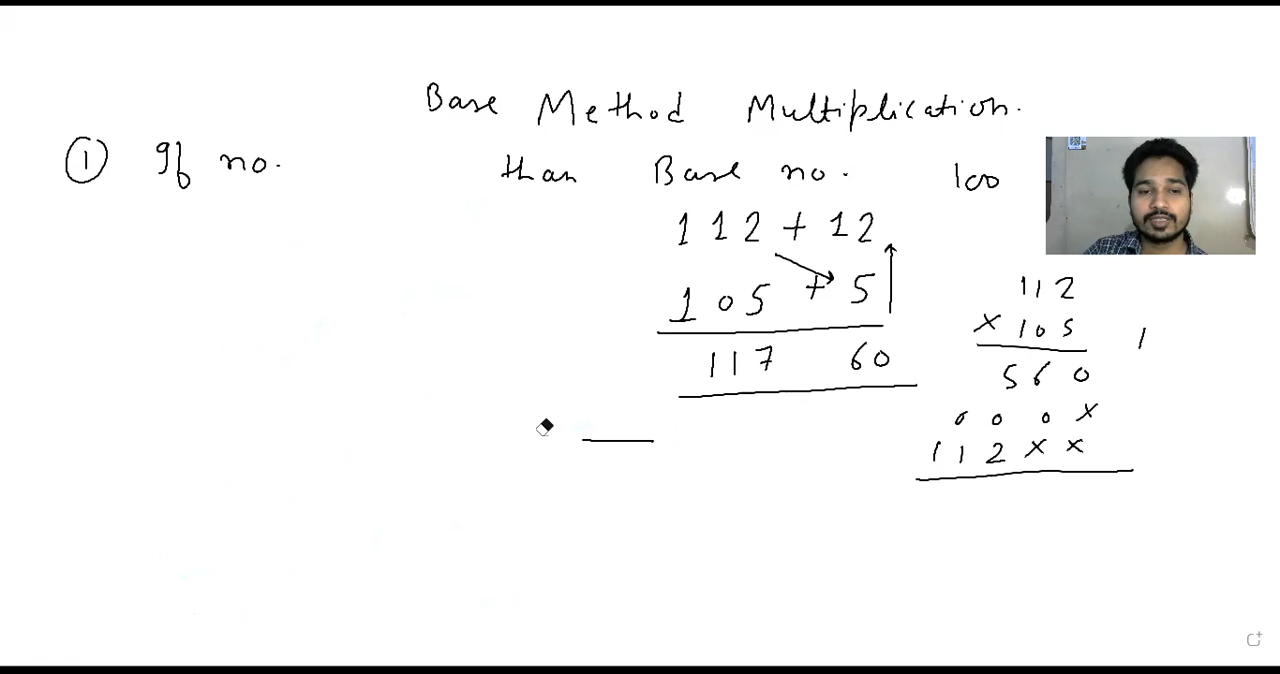 Base Method Multiplication.
① If no. than Base no. 100
112 + 12
105 + 5
117 60
112
× 105
560
000×
112××
1